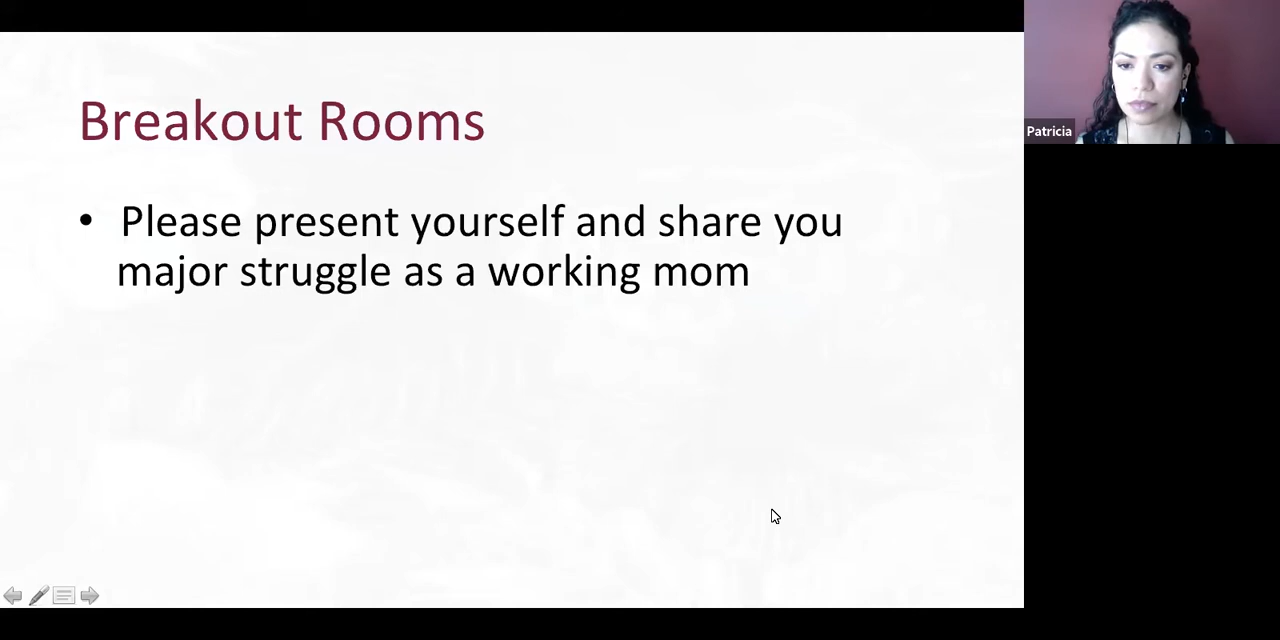 Breakout Rooms
• Please present yourself and share you
major struggle as a working mom
Patricia